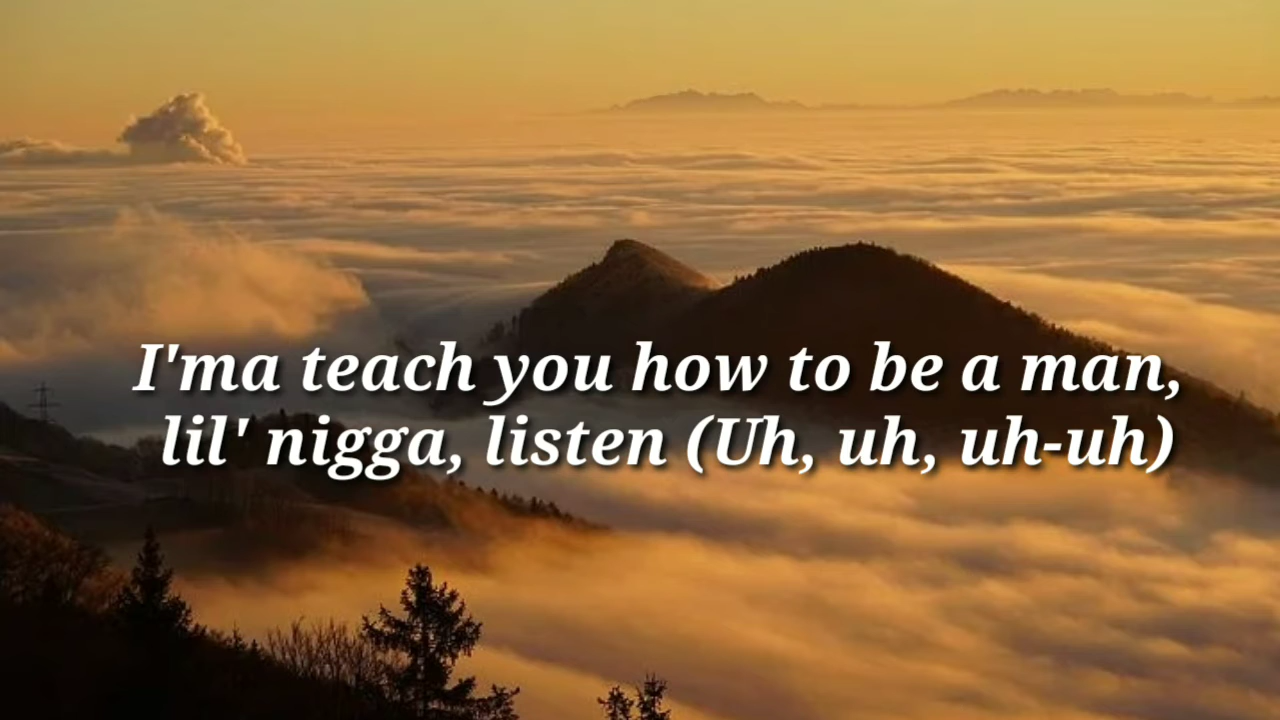 I'ma teach you how to be a man,
lil' nigga, listen (Uh, uh, uh-uh)